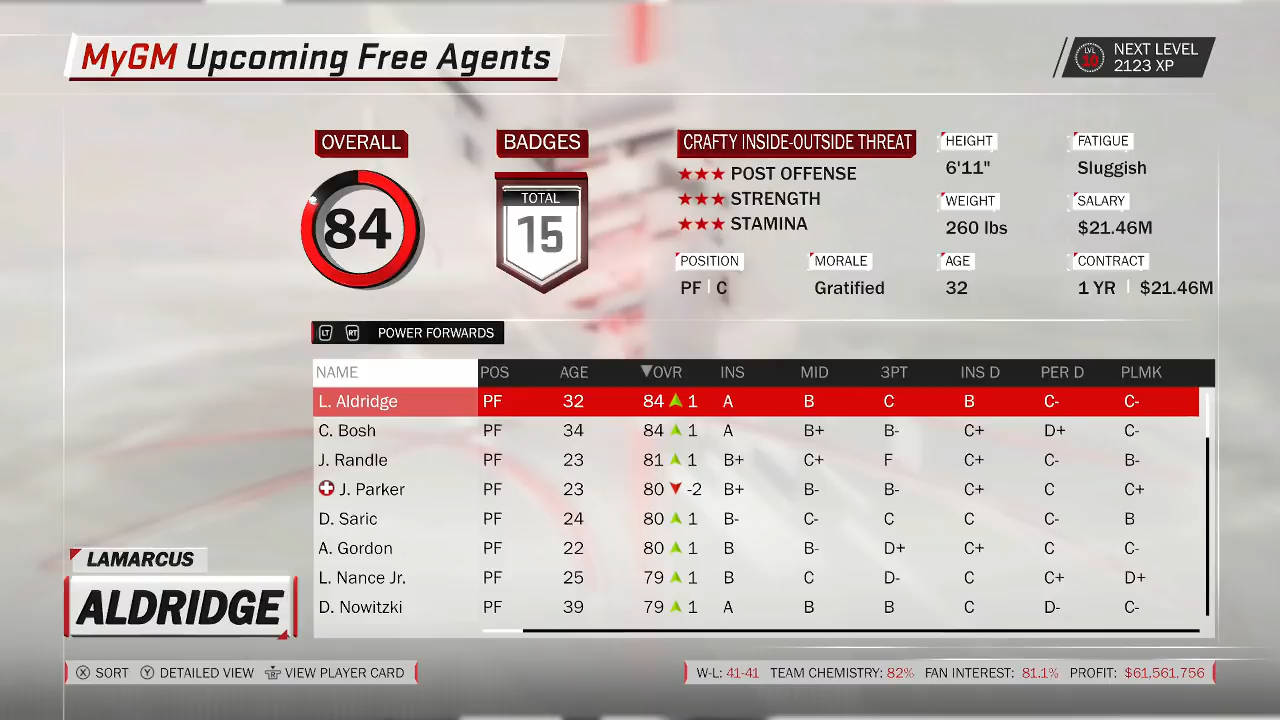 MyGM Upcoming Free Agents
LVL
10
NEXT LEVEL
2123 XP
OVERALL
84
BADGES
TOTAL
15
CRAFTY INSIDE-OUTSIDE THREAT
★★★ POST OFFENSE
★★★ STRENGTH
★★★ STAMINA
HEIGHT
6'11"
FATIGUE
Sluggish
WEIGHT
260 lbs
SALARY
$21.46M
POSITION
PF | C
MORALE
Gratified
AGE
32
CONTRACT
1 YR | $21.46M
LT RT POWER FORWARDS
NAME POS AGE ▼OVR INS MID 3PT INS D PER D PLMK
L. Aldridge PF 32 84 ▲ 1 A B C B C- C-
C. Bosh PF 34 84 ▲ 1 A B+ B- C+ D+ C-
J. Randle PF 23 81 ▲ 1 B+ C+ F C+ C- B-
J. Parker PF 23 80 ▼ -2 B+ B- B- C+ C C+
D. Saric PF 24 80 ▲ 1 B- C- C C C- B
A. Gordon PF 22 80 ▲ 1 B B- D+ C+ C C-
L. Nance Jr. PF 25 79 ▲ 1 B C D- C C+ D+
D. Nowitzki PF 39 79 ▲ 1 A B B C D- C-
LAMARCUS
ALDRIDGE
X SORT Y DETAILED VIEW R VIEW PLAYER CARD
W-L: 41-41 TEAM CHEMISTRY: 82% FAN INTEREST: 81.1% PROFIT: $61,561,756